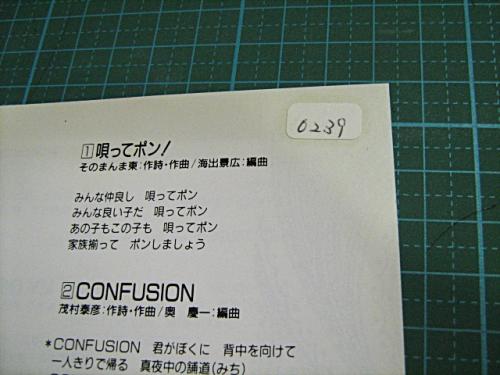 0239
1 唄ってポン!
そのまんま東:作詩・作曲/海出景広:編曲
みんな仲良し 唄ってポン
みんな良い子だ 唄ってポン
あの子もこの子も 唄ってポン
家族揃って ポンしましょう
2 CONFUSION
茂村泰彦:作詩・作曲/奥 慶一:編曲
*CONFUSION 君がぼくに 背中を向けて
一人きりで帰る 真夜中の舗道(みち)